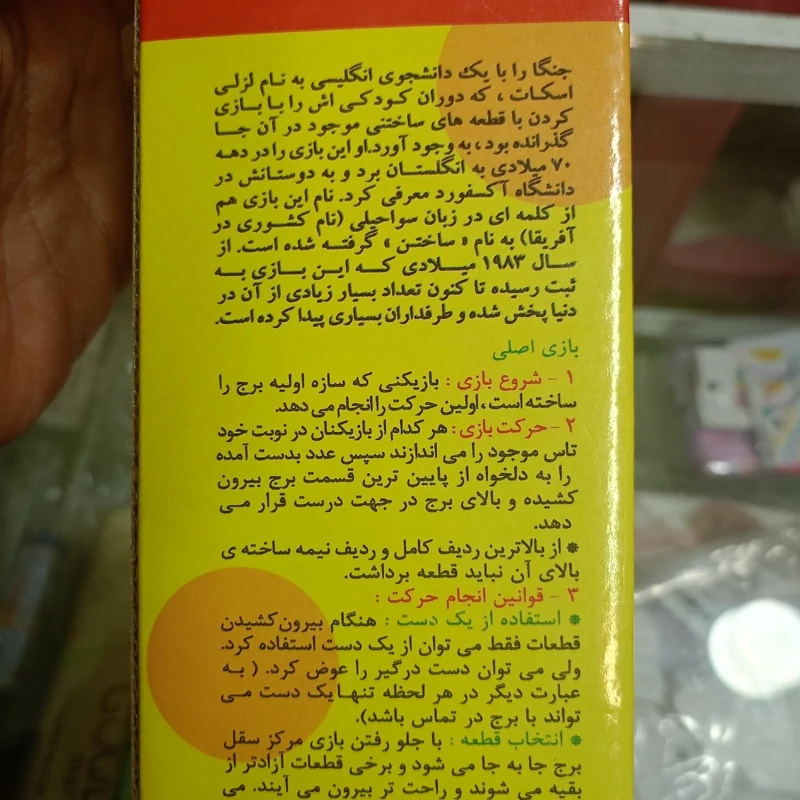 جنگا را با یک دانشجوی انگلیسی به نام لزلی
اسکات ، که دوران کودکی اش را با بازی
کردن با قطعه های ساختنی موجود در آن جا
گذرانده بود ، به وجود آورد.او این بازی را در دهه
۷۰ میلادی به انگلستان برد و به دوستانش در
دانشگاه آکسفورد معرفی کرد. نام این بازی هم
از کلمه ای در زبان سواحیلی (نام کشوری در
آفریقا) به نام « ساختن » گرفته شده است. از
سال ۱۹۸۳ میلادی که این بازی به
ثبت رسیده تا کنون تعداد بسیار زیادی از آن در
دنیا پخش شده و طرفداران بسیاری پیدا کرده است.
بازی اصلی
۱ - شروع بازی : بازیکنی که سازه اولیه برج را
ساخته است ، اولین حرکت را انجام می دهد.
۲ - حرکت بازی : هر کدام از بازیکنان در نوبت خود
تاس موجود را می اندازند سپس عدد بدست آمده
را به دلخواه از پایین ترین قسمت برج بیرون
کشیده و بالای برج در جهت درست قرار می
دهد.
* از بالاترین ردیف کامل و ردیف نیمه ساخته ی
بالای آن نباید قطعه برداشت.
۳ - قوانین انجام حرکت :
* استفاده از یک دست : هنگام بیرون کشیدن
قطعات فقط می توان از یک دست استفاده کرد.
ولی می توان دست درگیر را عوض کرد. ( به
عبارت دیگر در هر لحظه تنها یک دست می
تواند با برج در تماس باشد).
* انتخاب قطعه : با جلو رفتن بازی مرکز سقل
برج جا به جا می شود و برخی قطعات آزادتر از
بقیه می شوند و راحت تر بیرون می آیند. می